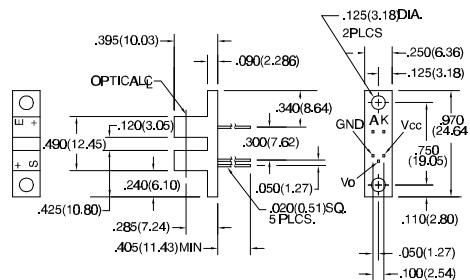 .125(3.18)DIA.
2PLCS
.395(10.03)
.250(6.36)
.090(2.286)
.125(3.18)
OPTICAL CL
.340(8.64)
E +
.120(3.05)
A K
.970
(24.64
GND
Vcc
.490(12.45)
.300(7.62)
.750
(19.05)
+ S
.240(6.10)
.050(1.27)
Vo
.425(10.80)
.020(0.51)SQ.
5 PLCS.
.110(2.80)
.285(7.24)
.405(11.43) MIN
.050(1.27)
.100(2.54)